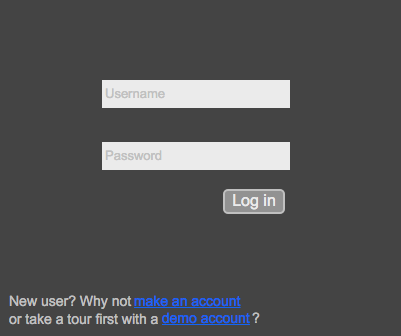 Username
Password
Log in
New user? Why not make an account
or take a tour first with a demo account ?